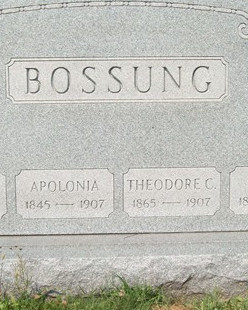 BOSSUNG
APOLONIA
1845 — 1907
THEODORE C.
1865 — 1907